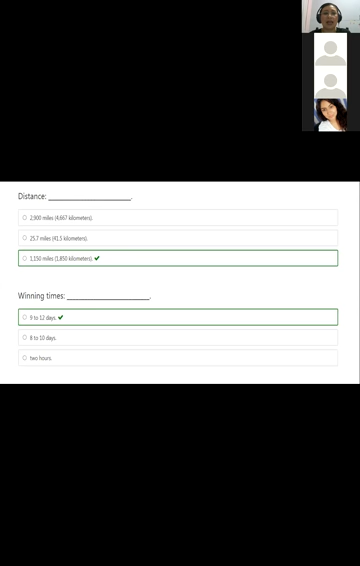 Distance: ____________________.
2,900 miles (4,667 kilometers).
25.7 miles (41.5 kilometers).
1,150 miles (1,850 kilometers). ✔
Winning times: ____________________.
9 to 12 days. ✔
8 to 10 days.
two hours.